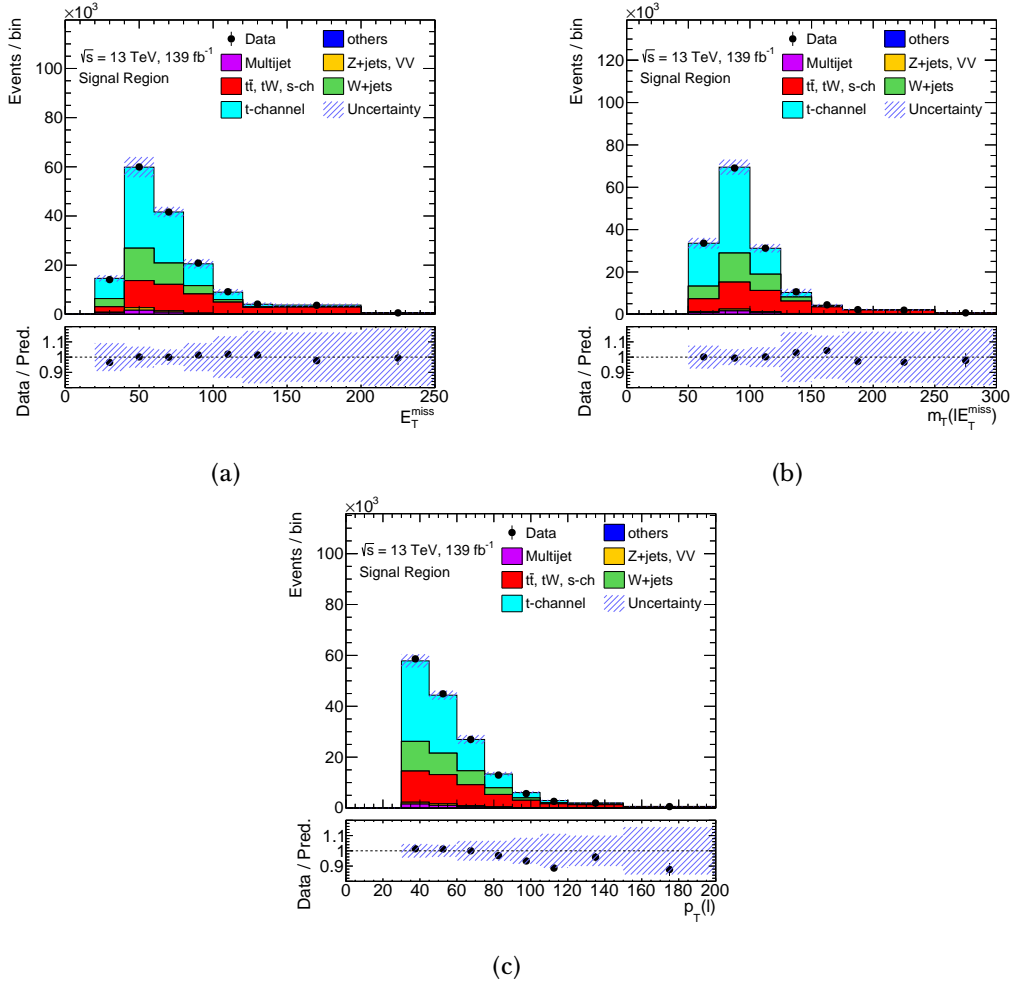 ×10³
Events / bin
√s = 13 TeV, 139 fb⁻¹
Signal Region
Data
Multijet
tt̄, tW, s-ch
t-channel
others
Z+jets, VV
W+jets
Uncertainty
100
80
60
40
20
0
Data / Pred.
1.1
1
0.9
0 50 100 150 200 250
E_T^miss
(a)
×10³
Events / bin
√s = 13 TeV, 139 fb⁻¹
Signal Region
Data
Multijet
tt̄, tW, s-ch
t-channel
others
Z+jets, VV
W+jets
Uncertainty
120
100
80
60
40
20
0
Data / Pred.
1.1
1
0.9
0 50 100 150 200 250 300
m_T(lE_T^miss)
(b)
×10³
Events / bin
√s = 13 TeV, 139 fb⁻¹
Signal Region
Data
Multijet
tt̄, tW, s-ch
t-channel
others
Z+jets, VV
W+jets
Uncertainty
100
80
60
40
20
0
Data / Pred.
1.1
1
0.9
0 20 40 60 80 100 120 140 160 180 200
p_T(l)
(c)